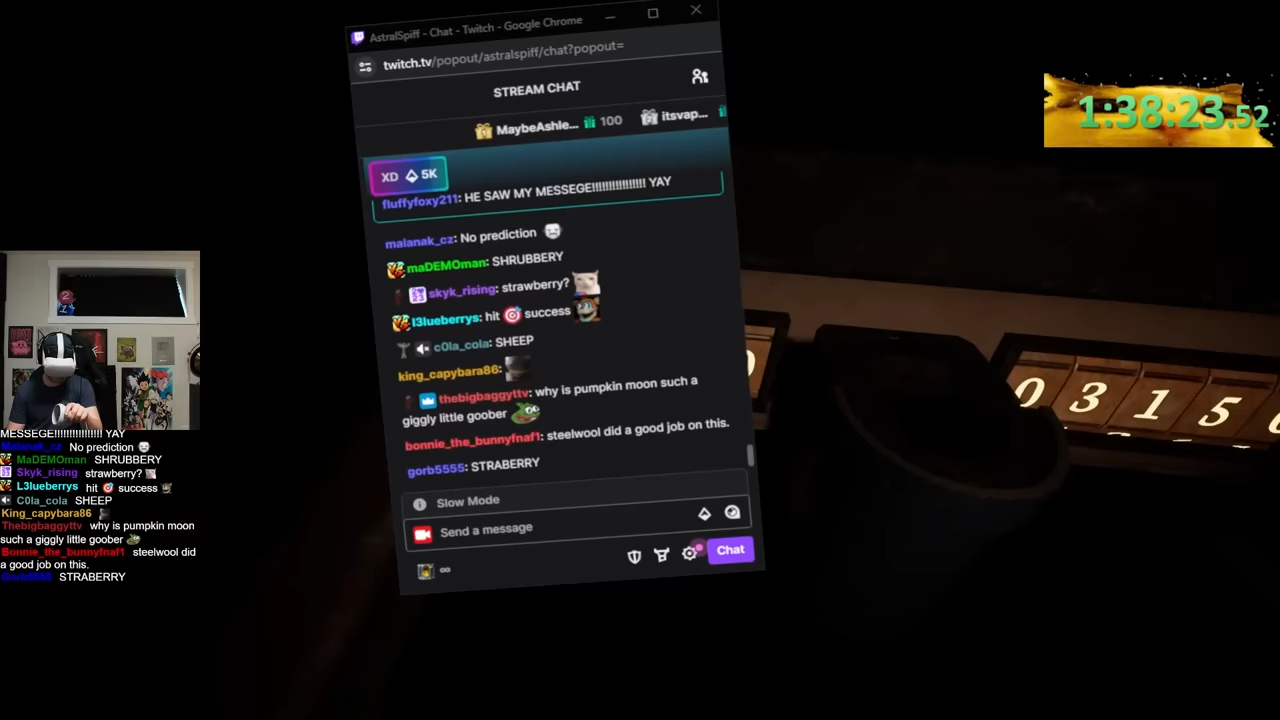 AstralSpiff - Chat - Twitch - Google Chrome
twitch.tv/popout/astralspiff/chat?popout=
STREAM CHAT
MaybeAshle... 100 itsvap...
XD 5K
fluffyfoxy211: HE SAW MY MESSEGE!!!!!!!!!!!!!!!! YAY
malanak_cz: No prediction
maDEMOman: SHRUBBERY
skyk_rising: strawberry?
l3lueberrys: hit 🎯 success
c0la_cola: SHEEP
king_capybara86:
thebigbaggyttv: why is pumpkin moon such a
giggly little goober
bonnie_the_bunnyfnaf1: steelwool did a good job on this.
gorb5555: STRABERRY
Slow Mode
Send a message
Chat
1:38:23.52
0 3 1 5
MESSEGE!!!!!!!!!!!!!!!! YAY
Malanak_cz No prediction
MaDEMOman SHRUBBERY
Skyk_rising strawberry?
L3lueberrys hit 🎯 success
C0la_cola SHEEP
King_capybara86
Thebigbaggyttv why is pumpkin moon
such a giggly little goober
Bonnie_the_bunnyfnaf1 steelwool did
a good job on this.
Gorb5555 STRABERRY